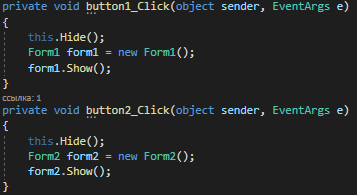 private void button1_Click(object sender, EventArgs e)
{
this.Hide();
Form1 form1 = new Form1();
form1.Show();
}
ссылка: 1
private void button2_Click(object sender, EventArgs e)
{
this.Hide();
Form2 form2 = new Form2();
form2.Show();
}